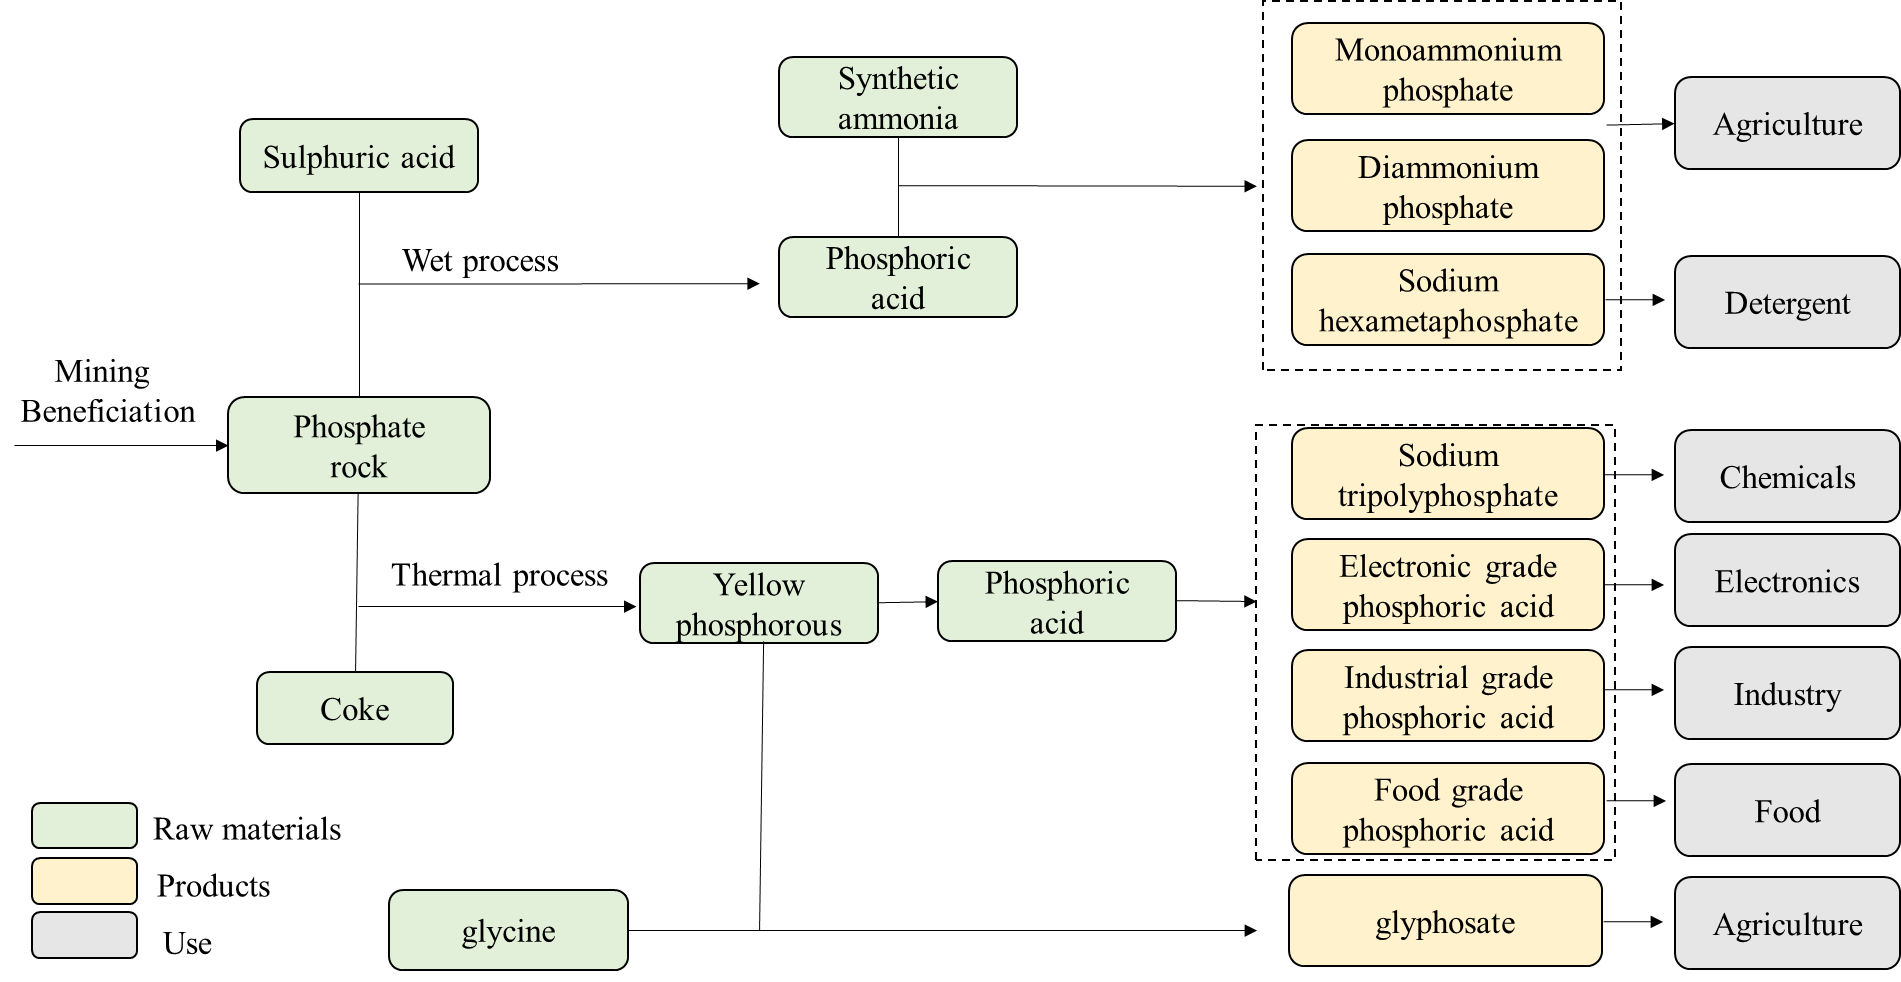 Monoammonium
phosphate
Synthetic
ammonia
Agriculture
Sulphuric acid
Diammonium
phosphate
Wet process
Phosphoric
acid
Sodium
hexametaphosphate
Detergent
Mining
Beneficiation
Phosphate
rock
Sodium
tripolyphosphate
Chemicals
Thermal process
Yellow
phosphorous
Phosphoric
acid
Electronic grade
phosphoric acid
Electronics
Coke
Industrial grade
phosphoric acid
Industry
Food grade
phosphoric acid
Food
Raw materials
Products
Use
glycine
glyphosate
Agriculture